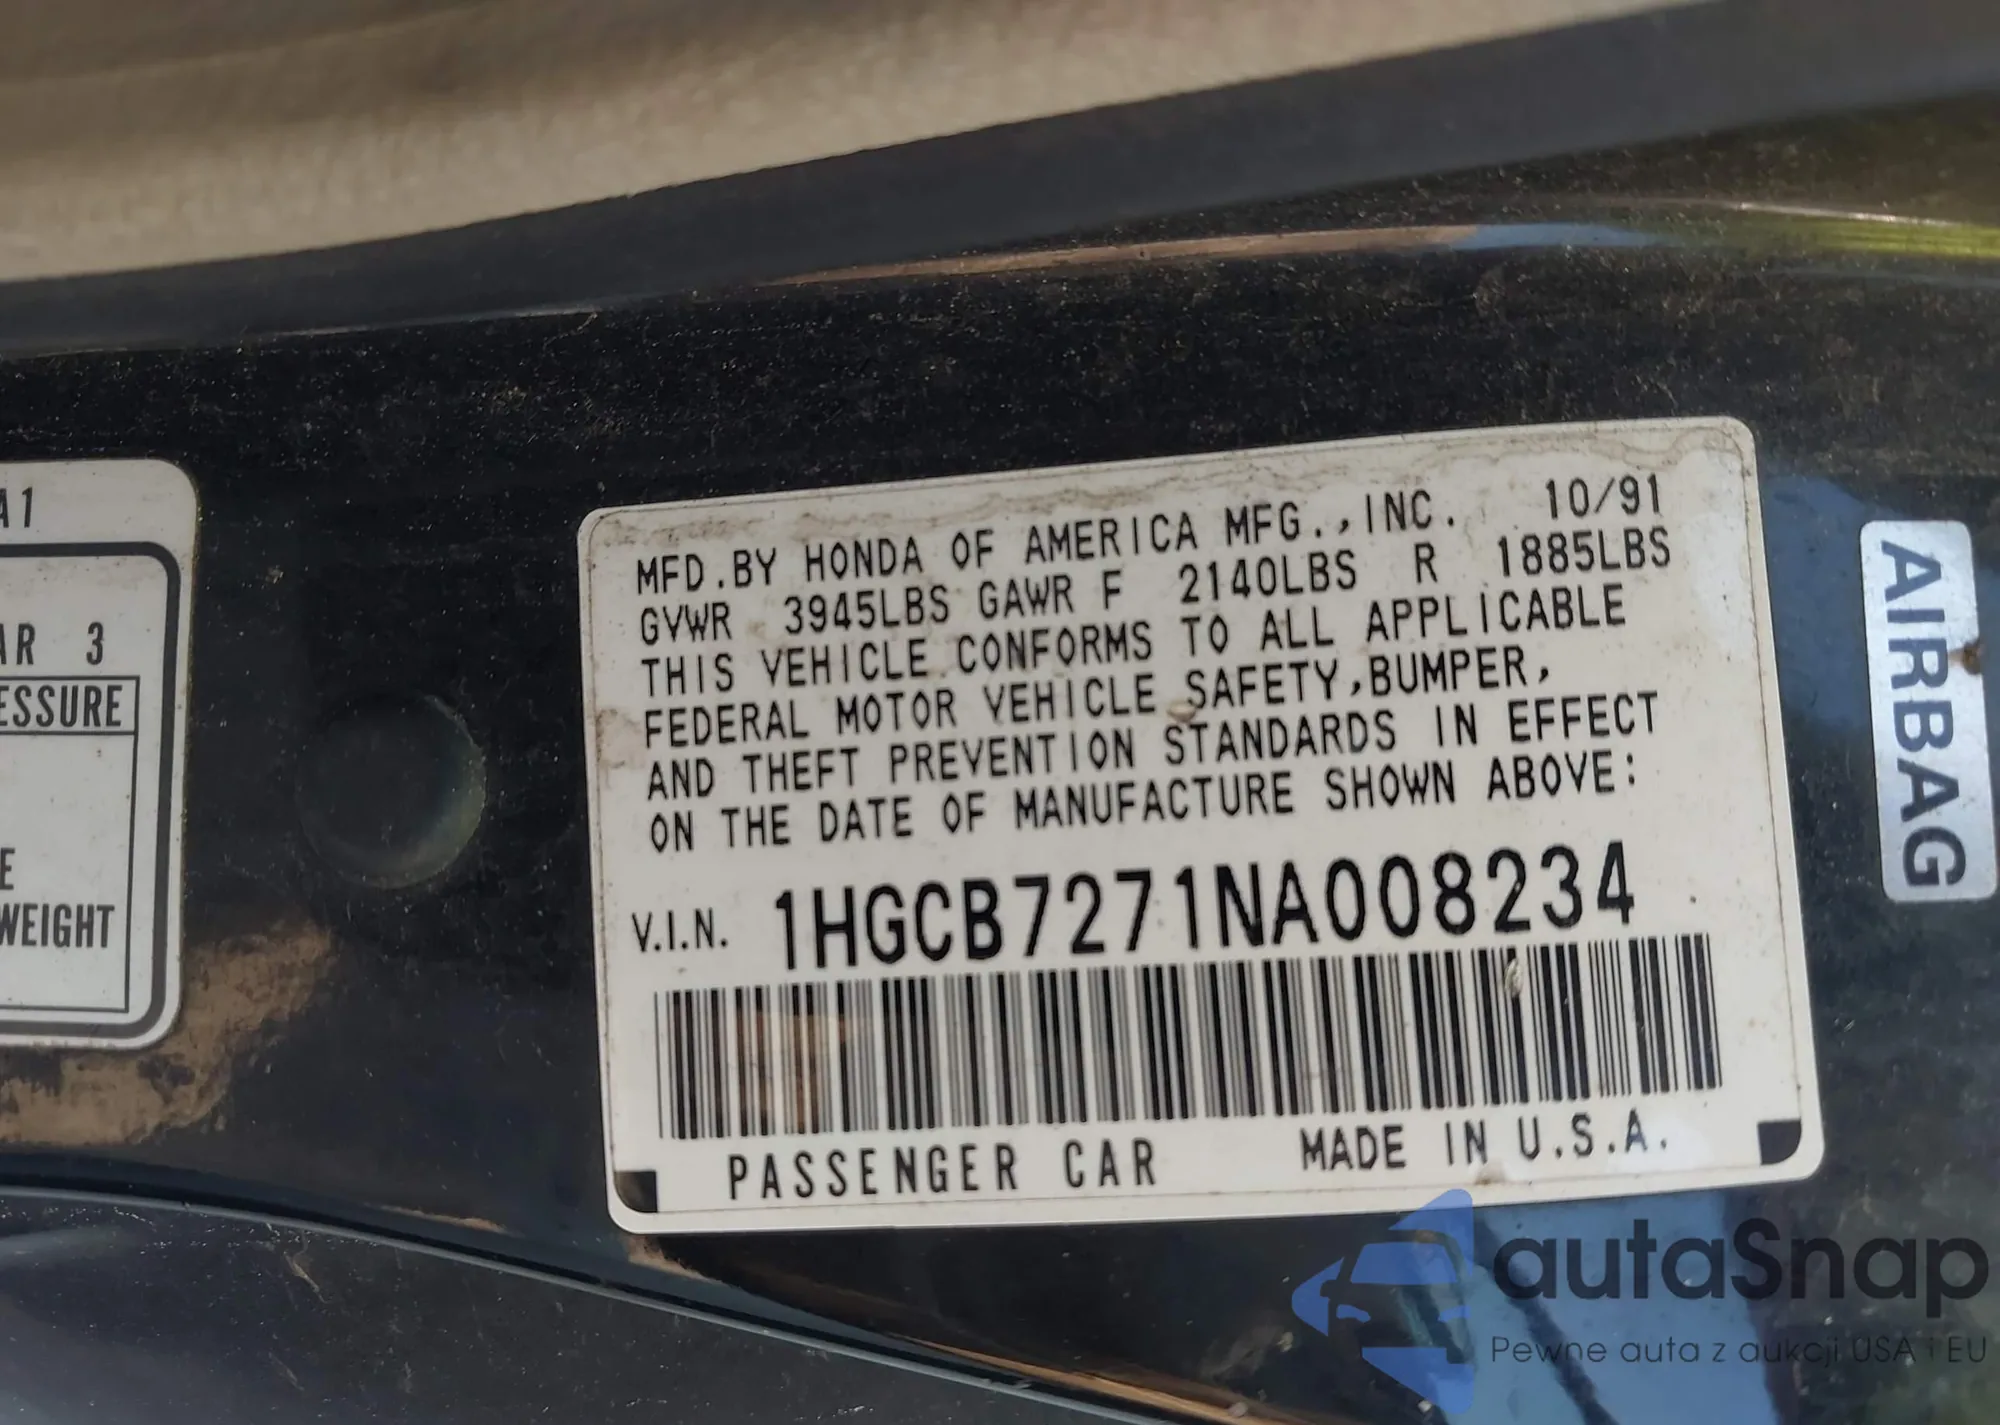 A1
AR 3
ESSURE
E
WEIGHT
MFD.BY HONDA OF AMERICA MFG.,INC. 10/91
GVWR 3945LBS GAWR F 2140LBS R 1885LBS
THIS VEHICLE CONFORMS TO ALL APPLICABLE
FEDERAL MOTOR VEHICLE SAFETY,BUMPER,
AND THEFT PREVENTION STANDARDS IN EFFECT
ON THE DATE OF MANUFACTURE SHOWN ABOVE:
V.I.N. 1HGCB7271NA008234
PASSENGER CAR MADE IN U.S.A.
AIRBAG
autaSnap
Pewne auta z aukcji USA i EU